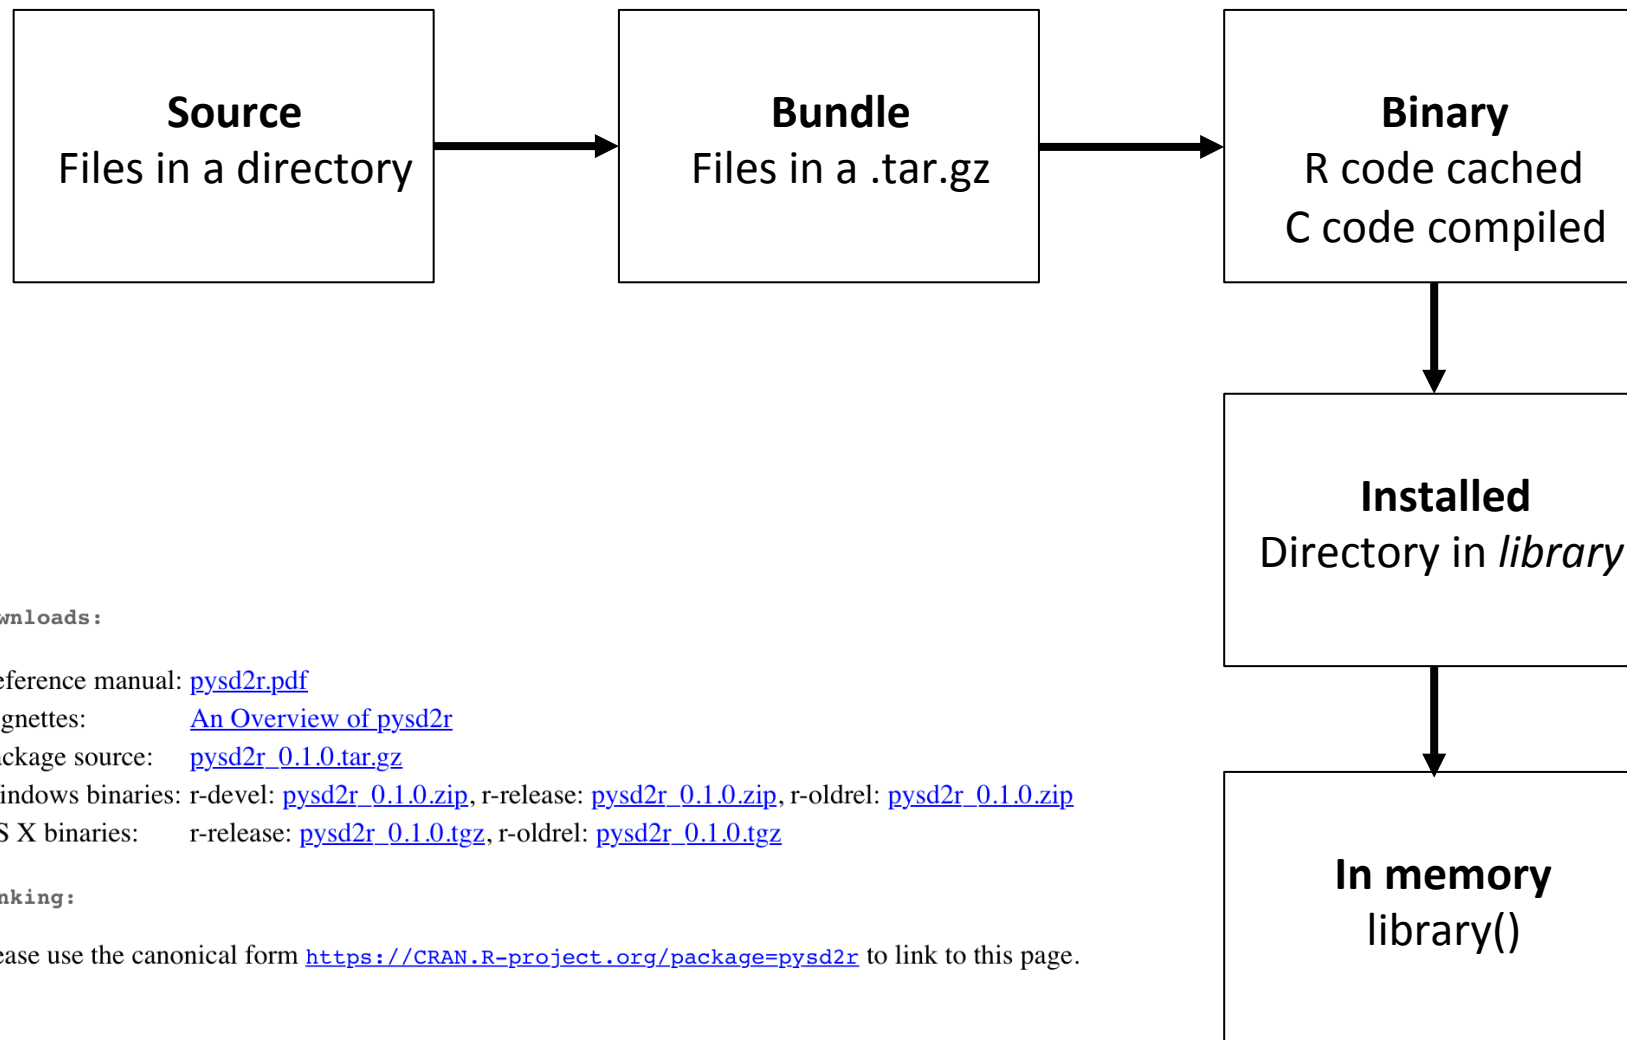 Source
Files in a directory
Bundle
Files in a .tar.gz
Binary
R code cached
C code compiled
Installed
Directory in library
In memory
library()
wnloads:
eference manual: pysd2r.pdf
gnettes: An Overview of pysd2r
ackage source: pysd2r_0.1.0.tar.gz
indows binaries: r-devel: pysd2r_0.1.0.zip, r-release: pysd2r_0.1.0.zip, r-oldrel: pysd2r_0.1.0.zip
S X binaries: r-release: pysd2r_0.1.0.tgz, r-oldrel: pysd2r_0.1.0.tgz
nking:
ease use the canonical form https://CRAN.R-project.org/package=pysd2r to link to this page.